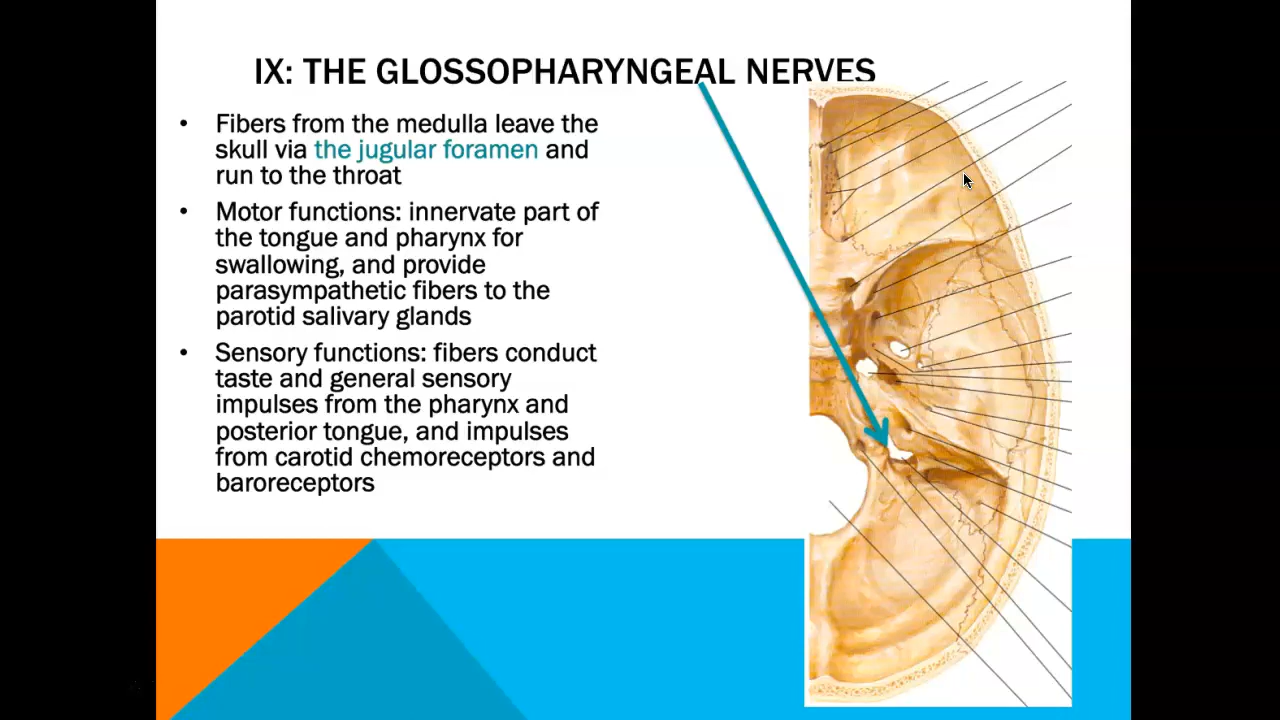 IX: THE GLOSSOPHARYNGEAL NERVES
• Fibers from the medulla leave the
skull via the jugular foramen and
run to the throat
• Motor functions: innervate part of
the tongue and pharynx for
swallowing, and provide
parasympathetic fibers to the
parotid salivary glands
• Sensory functions: fibers conduct
taste and general sensory
impulses from the pharynx and
posterior tongue, and impulses
from carotid chemoreceptors and
baroreceptors